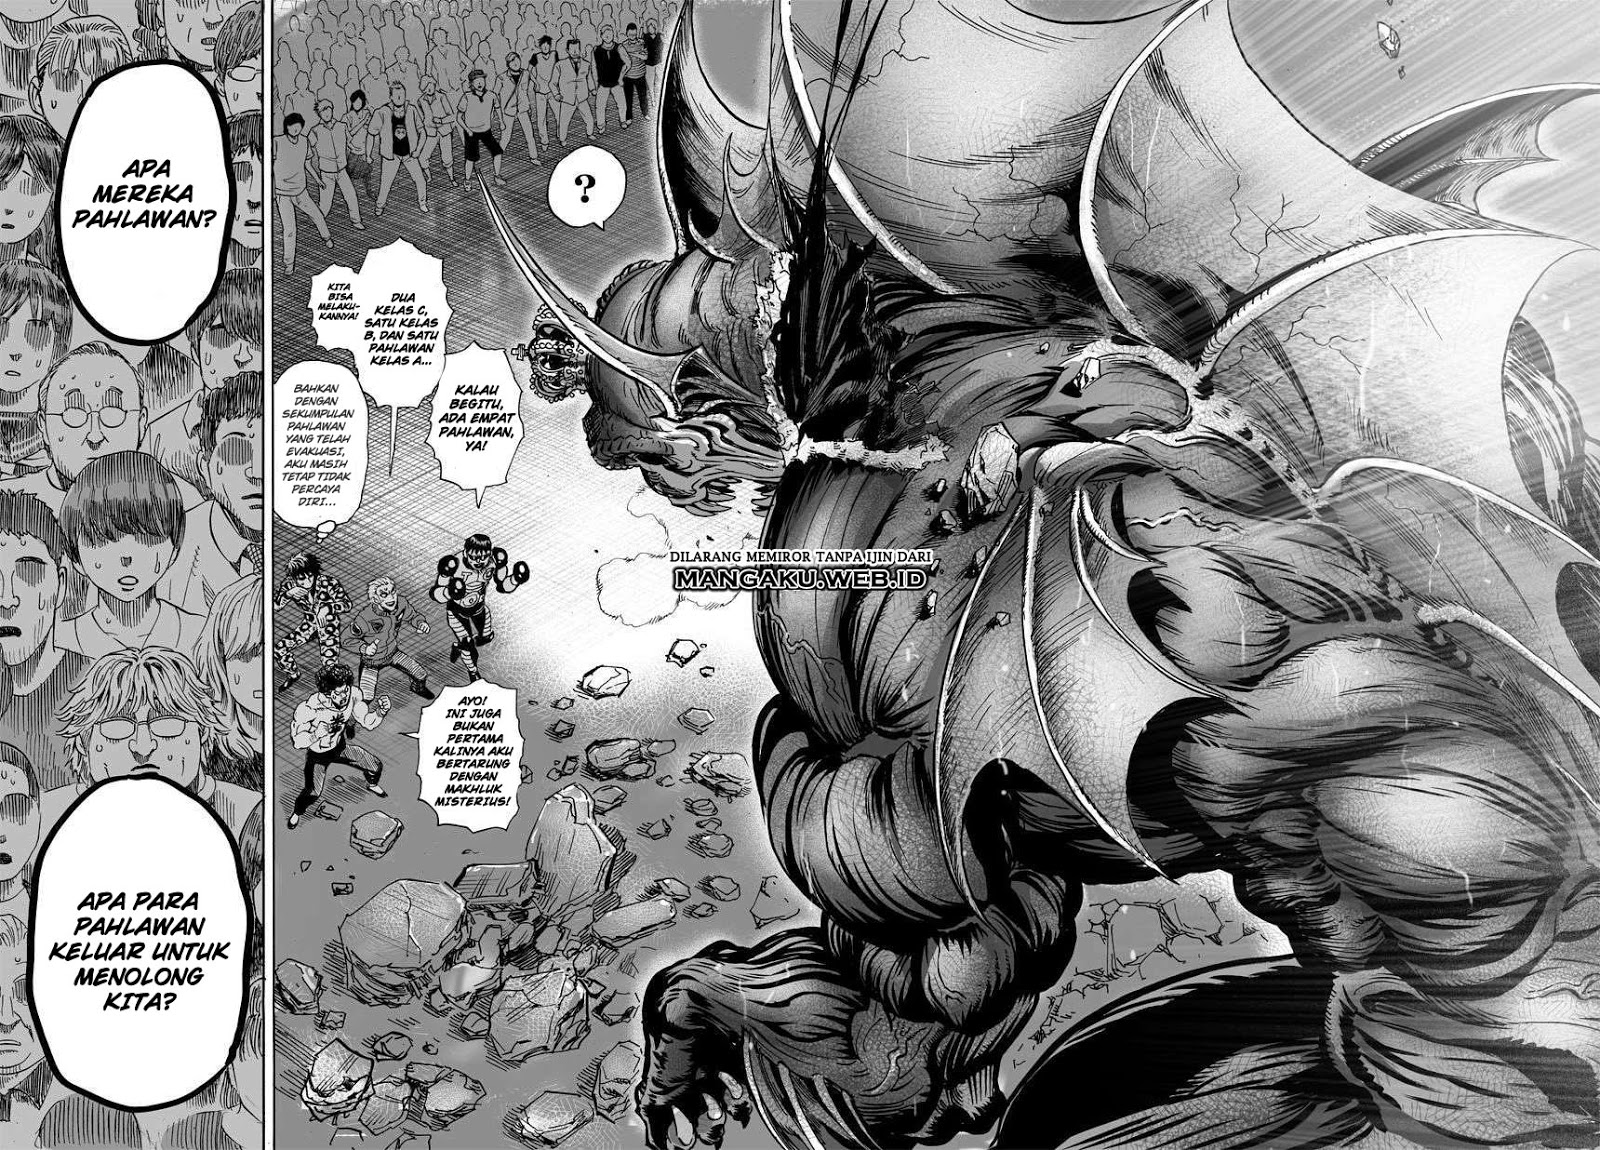 APA
MEREKA
PAHLAWAN?
APA PARA
PAHLAWAN
KELUAR UNTUK
MENOLONG
KITA?
?
KITA
BISA
MELAKU-
KANNYA!
DUA
KELAS C,
SATU KELAS
B, DAN SATU
PAHLAWAN
KELAS A...
BAHKAN
DENGAN
SEKUMPULAN
PAHLAWAN
YANG TELAH
EVAKUASI,
AKU MASIH
TETAP TIDAK
PERCAYA
DIRI...
KALAU
BEGITU,
ADA EMPAT
PAHLAWAN,
YA!
AYO!
INI JUGA
BUKAN
PERTAMA
KALINYA AKU
BERTARUNG
DENGAN
MAKHLUK
MISTERIUS!
DILARANG MEMIROR TANPA IJIN DARI
MANGAKU.WEB.ID